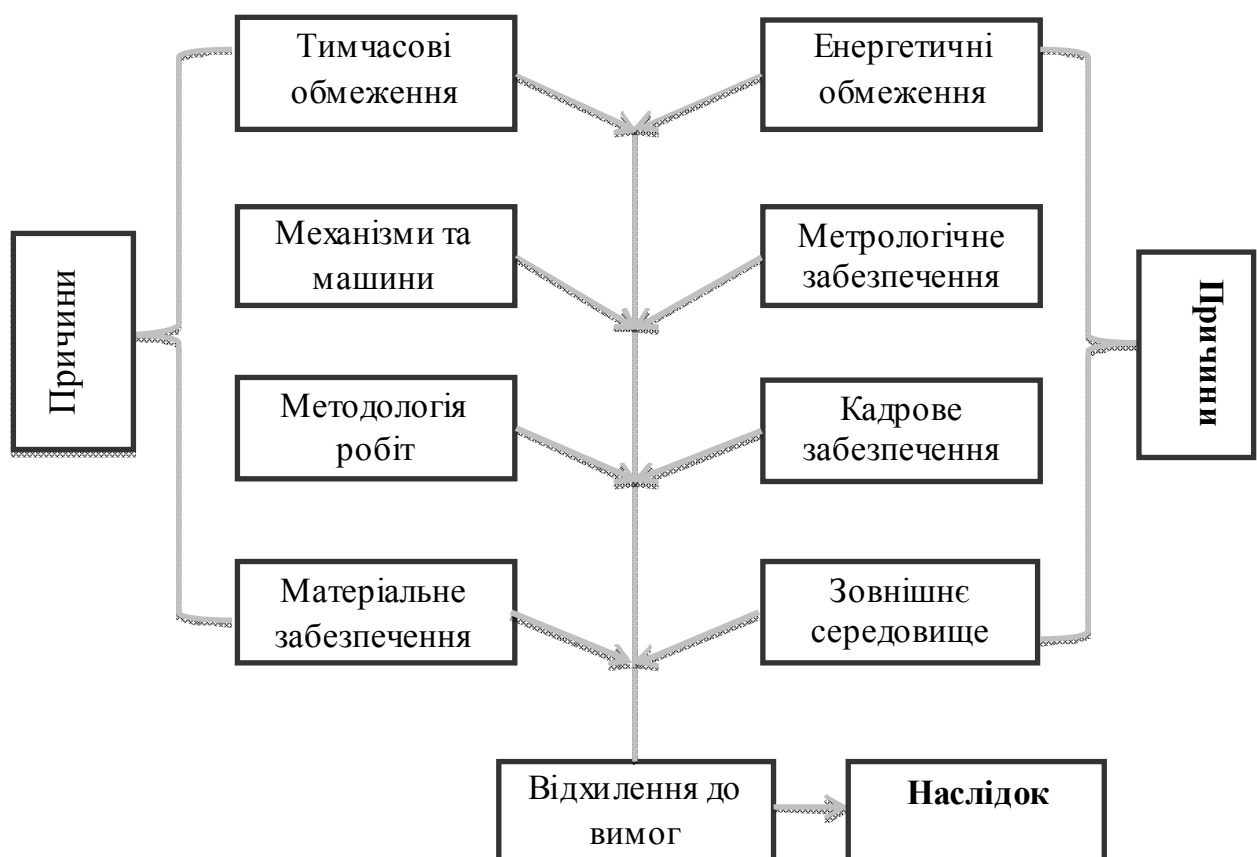 Тимчасові
обмеження
Енергетичні
обмеження
Механізми та
машини
Метрологічне
забезпечення
Причини
Причини
Методологія
робіт
Кадрове
забезпечення
Матеріальне
забезпечення
Зовнішнє
середовище
Відхилення до
вимог
Наслідок